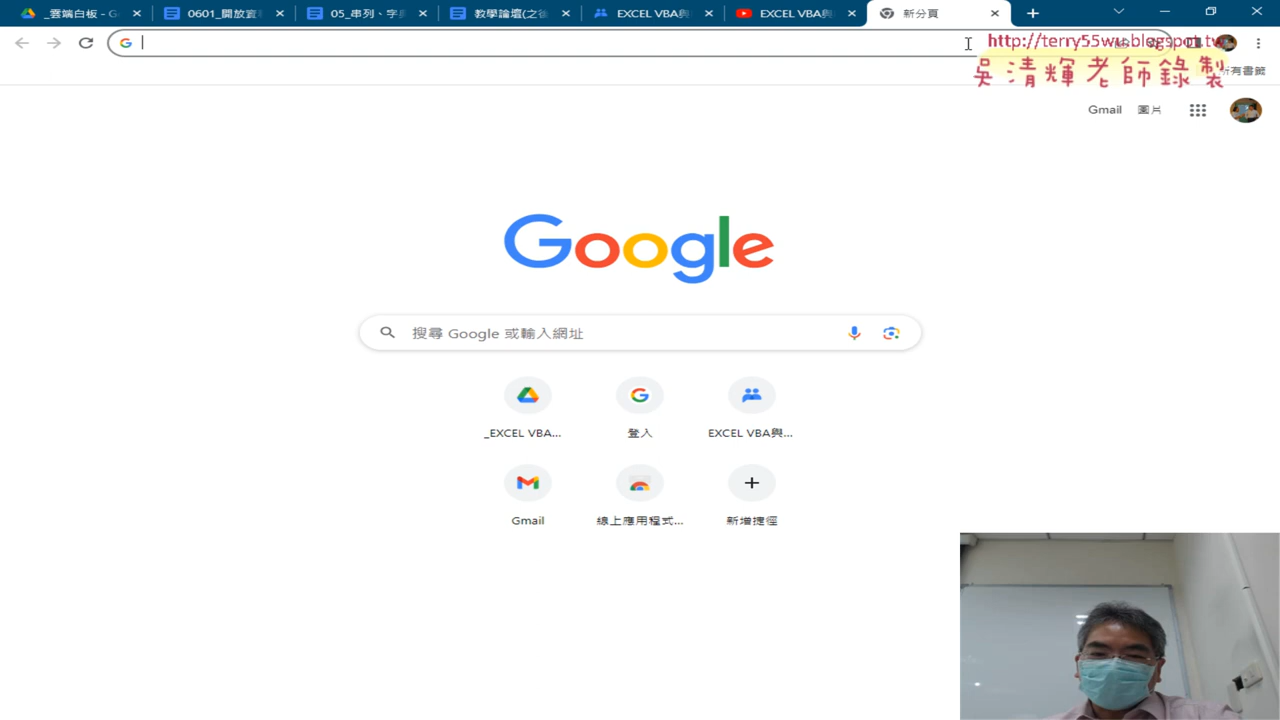 _雲端白板 - G
0601_開放資
05_串列、字典
教學論壇(之後
EXCEL VBA與
EXCEL VBA與
新分頁
http://terry55wu.blogspot.tw
吳清輝老師錄製
所有書籤
Gmail
圖片
Google
搜尋 Google 或輸入網址
_EXCEL VBA...
登入
EXCEL VBA與...
Gmail
線上應用程式...
新增捷徑